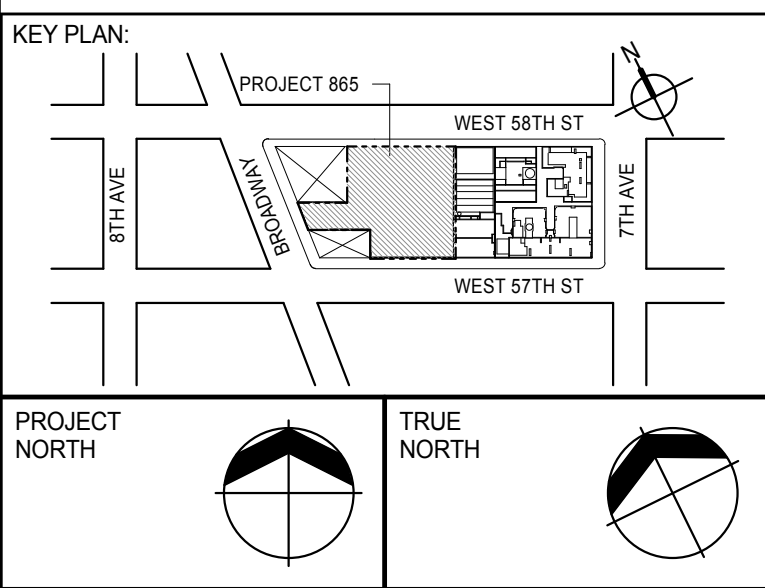 KEY PLAN:
PROJECT 865
N
WEST 58TH ST
8TH AVE
BROADWAY
7TH AVE
WEST 57TH ST
PROJECT
NORTH
TRUE
NORTH